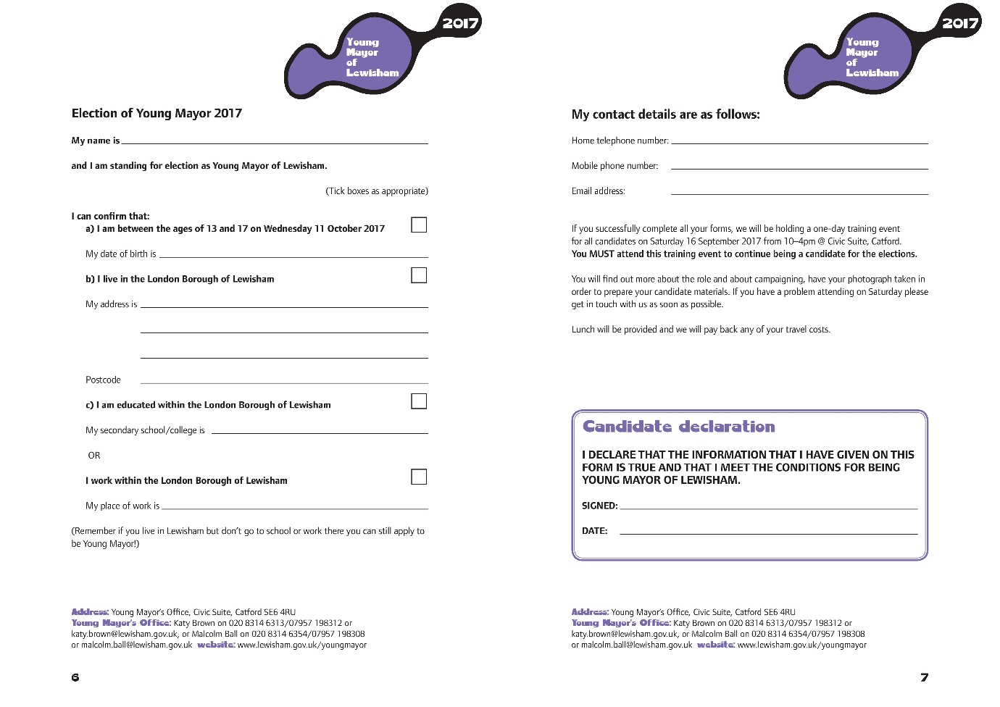 2017
Young
Mayor
of
Lewisham
Election of Young Mayor 2017
My name is
and I am standing for election as Young Mayor of Lewisham.
(Tick boxes as appropriate)
I can confirm that:
a) I am between the ages of 13 and 17 on Wednesday 11 October 2017
My date of birth is
b) I live in the London Borough of Lewisham
My address is
Postcode
c) I am educated within the London Borough of Lewisham
My secondary school/college is
OR
I work within the London Borough of Lewisham
My place of work is
(Remember if you live in Lewisham but don't go to school or work there you can still apply to
be Young Mayor!)
Address: Young Mayor's Office, Civic Suite, Catford SE6 4RU
Young Mayor's Office: Katy Brown on 020 8314 6313/07957 198312 or
katy.brown@lewisham.gov.uk, or Malcolm Ball on 020 8314 6354/07957 198308
or malcolm.ball@lewisham.gov.uk website: www.lewisham.gov.uk/youngmayor
6
2017
Young
Mayor
of
Lewisham
My contact details are as follows:
Home telephone number:
Mobile phone number:
Email address:
If you successfully complete all your forms, we will be holding a one-day training event
for all candidates on Saturday 16 September 2017 from 10–4pm @ Civic Suite, Catford.
You MUST attend this training event to continue being a candidate for the elections.
You will find out more about the role and about campaigning, have your photograph taken in
order to prepare your candidate materials. If you have a problem attending on Saturday please
get in touch with us as soon as possible.
Lunch will be provided and we will pay back any of your travel costs.
Candidate declaration
I DECLARE THAT THE INFORMATION THAT I HAVE GIVEN ON THIS
FORM IS TRUE AND THAT I MEET THE CONDITIONS FOR BEING
YOUNG MAYOR OF LEWISHAM.
SIGNED:
DATE:
Address: Young Mayor's Office, Civic Suite, Catford SE6 4RU
Young Mayor's Office: Katy Brown on 020 8314 6313/07957 198312 or
katy.brown@lewisham.gov.uk, or Malcolm Ball on 020 8314 6354/07957 198308
or malcolm.ball@lewisham.gov.uk website: www.lewisham.gov.uk/youngmayor
7